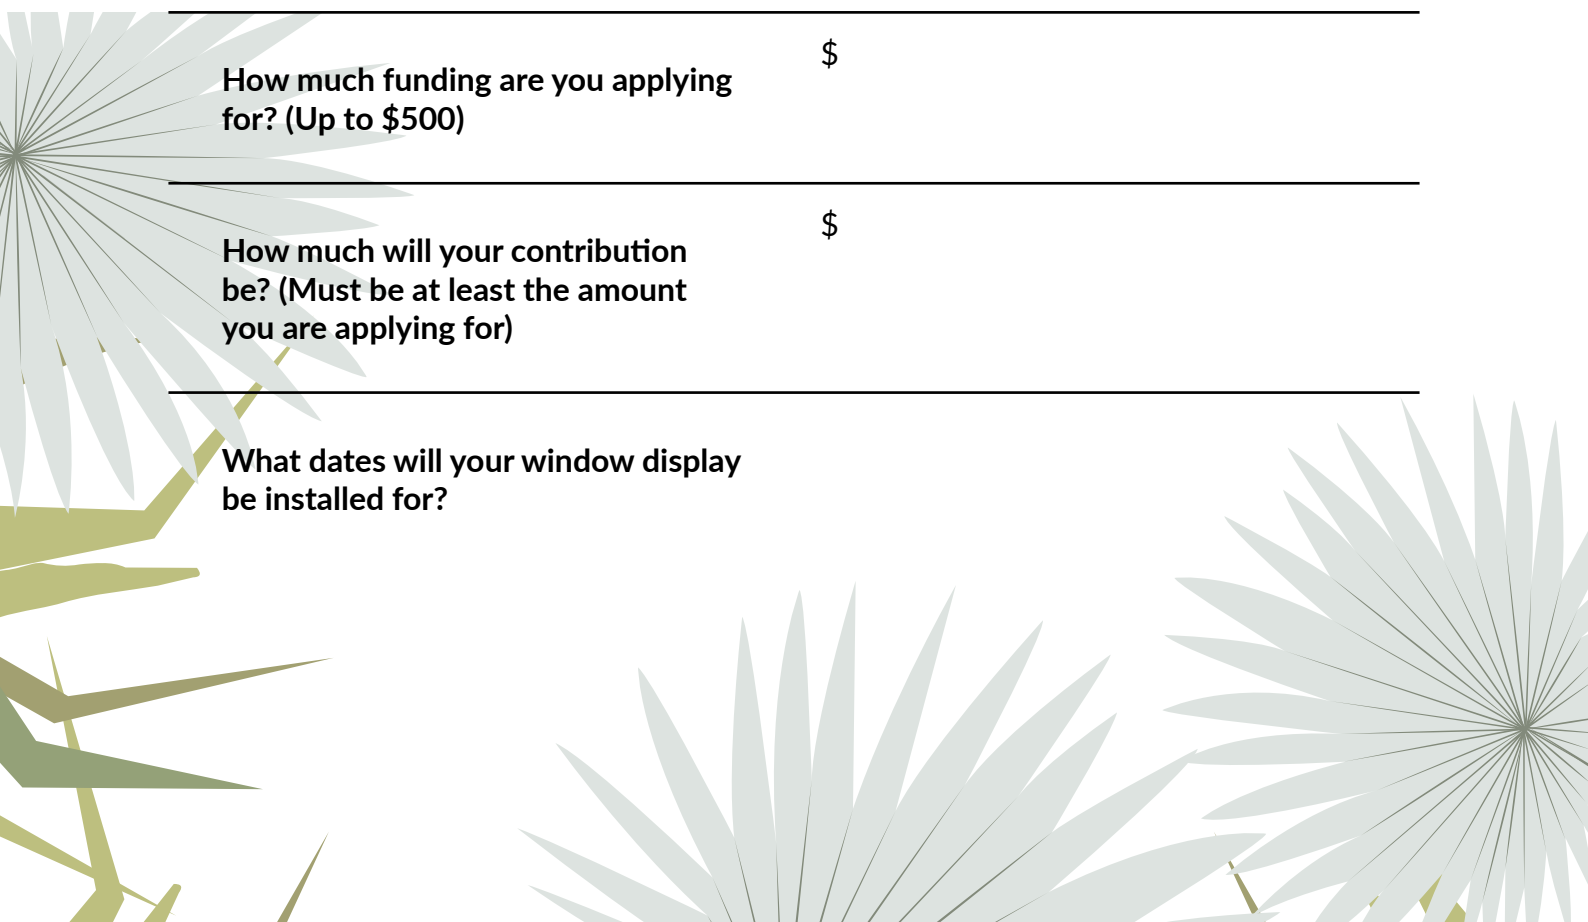 $
How much funding are you applying
for? (Up to $500)
$
How much will your contribution
be? (Must be at least the amount
you are applying for)
What dates will your window display
be installed for?